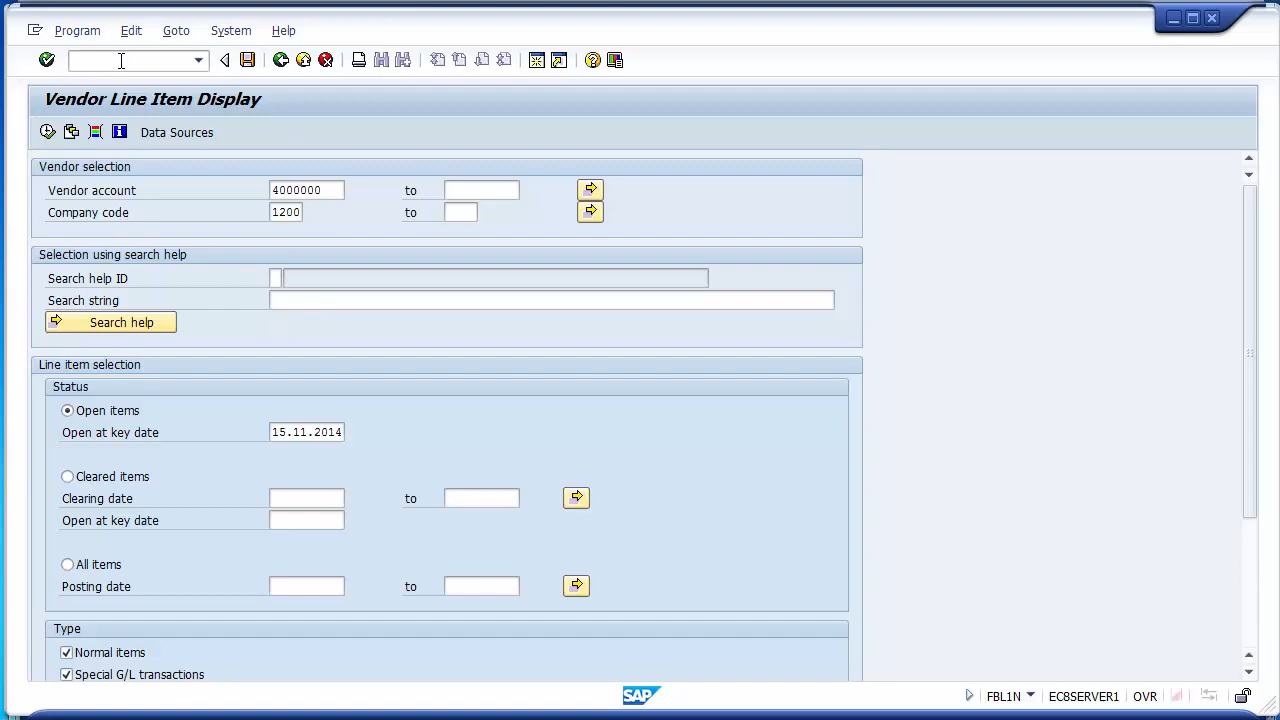 Program Edit Goto System Help
Vendor Line Item Display
Data Sources
Vendor selection
Vendor account 4000000 to
Company code 1200 to
Selection using search help
Search help ID
Search string
Search help
Line item selection
Status
Open items
Open at key date 15.11.2014
Cleared items
Clearing date to
Open at key date
All items
Posting date to
Type
Normal items
Special G/L transactions
SAP FBL1N EC8SERVER1 OVR